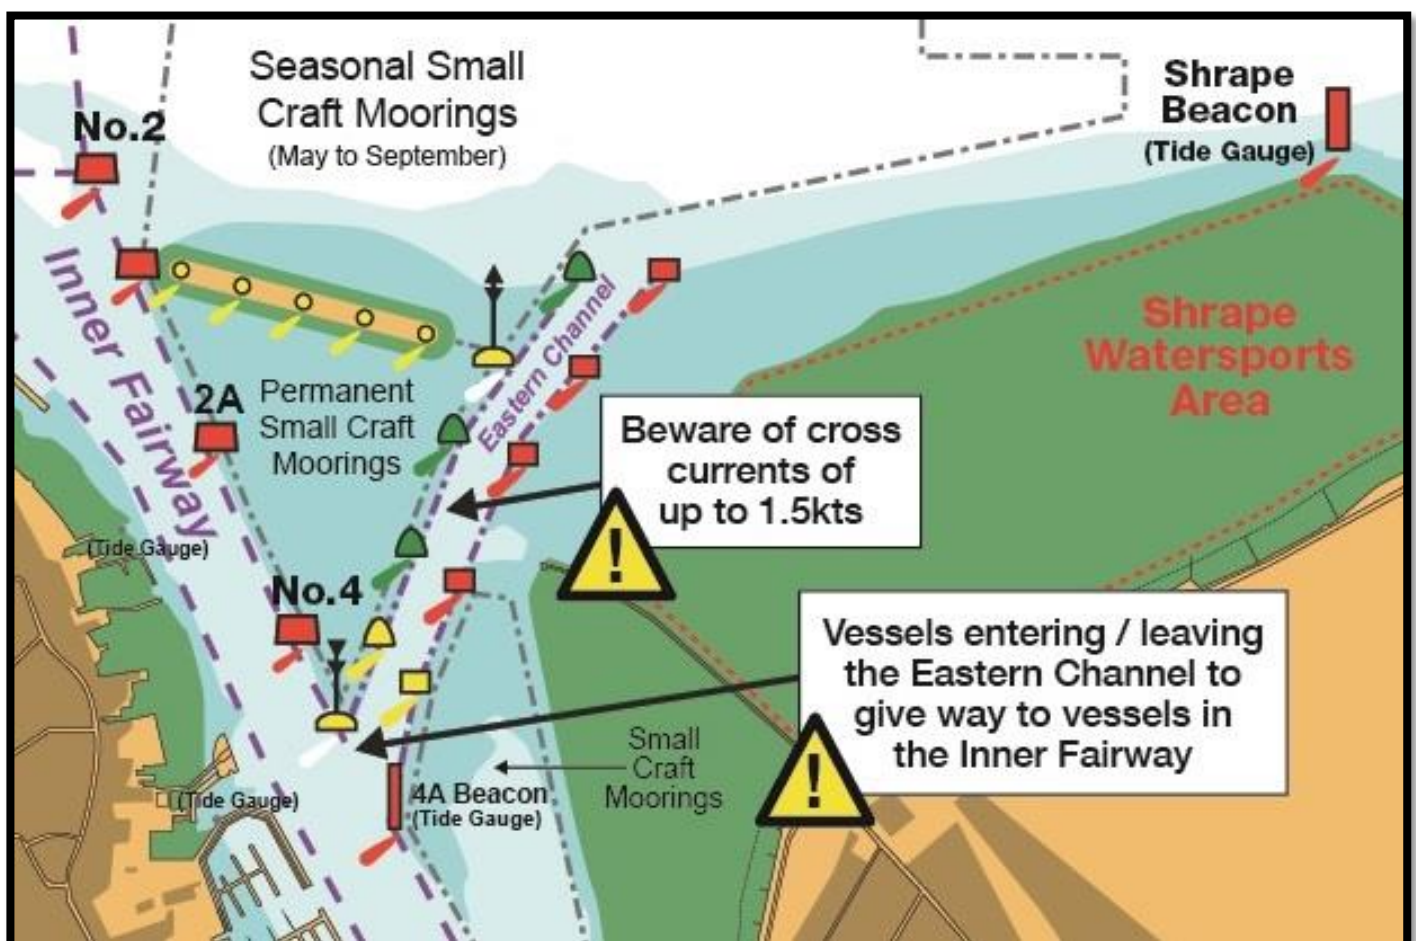 Seasonal Small
Craft Moorings
(May to September)
Shrape
Beacon
(Tide Gauge)
No.2
Inner Fairway
Eastern Channel
Shrape
Watersports
Area
2A
Permanent
Small Craft
Moorings
Beware of cross
currents of
up to 1.5kts
!
(Tide Gauge)
No.4
Vessels entering / leaving
the Eastern Channel to
give way to vessels in
the Inner Fairway
!
Small
Craft
Moorings
4A Beacon
(Tide Gauge)
(Tide Gauge)